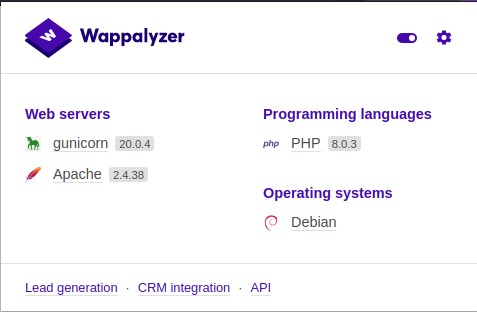 Wappalyzer
Web servers
gunicorn 20.0.4
Apache 2.4.38
Programming languages
php PHP 8.0.3
Operating systems
Debian
Lead generation · CRM integration · API